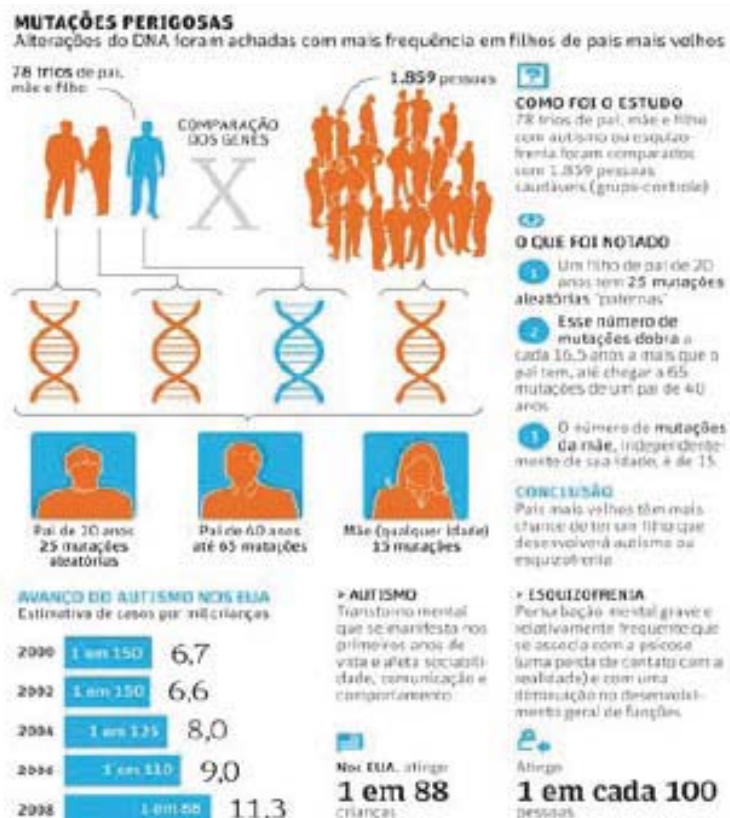 MUTAÇÕES PERIGOSAS
Alterações do DNA foram achadas com mais frequência em filhos de pais mais velhos
78 trios de pai,
mãe e filho
COMPARAÇÃO
DOS GENES
X
1.859 pessoas
Pai de 20 anos
25 mutações
aleatórias
Pai de 40 anos
até 65 mutações
Mãe (qualquer idade)
15 mutações
COMO FOI O ESTUDO
78 trios de pai, mãe e filho
com autismo ou esquizo-
frenia foram comparados
com 1.859 pessoas
saudáveis (grupo-controle)
O QUE FOI NOTADO
1 Um filho de pai de 20
anos tem 25 mutações
aleatórias "paternas"
2 Esse número de
mutações dobra a
cada 16,5 anos a mais que o
pai tem, até chegar a 65
mutações de um pai de 40
anos
3 O número de mutações
da mãe, independente-
mente de sua idade, é de 15
CONCLUSÃO
Pais mais velhos têm mais
chance de ter um filho que
desenvolverá autismo ou
esquizofrenia
AVANÇO DO AUTISMO NOS EUA
Estimativa de casos por mil crianças
2000 1 em 150 6,7
2002 1 em 150 6,6
2004 1 em 125 8,0
2006 1 em 110 9,0
2008 1 em 88 11,3
> AUTISMO
Transtorno mental
que se manifesta nos
primeiros anos de
vida e afeta sociabili-
dade, comunicação e
comportamento
Nos EUA, atinge
1 em 88
crianças
> ESQUIZOFRENIA
Perturbação mental grave e
relativamente frequente que
se associa com a psicose
(uma perda de contato com a
realidade) e com uma
diminuição no desenvolvi-
mento geral de funções
Atinge
1 em cada 100
pessoas